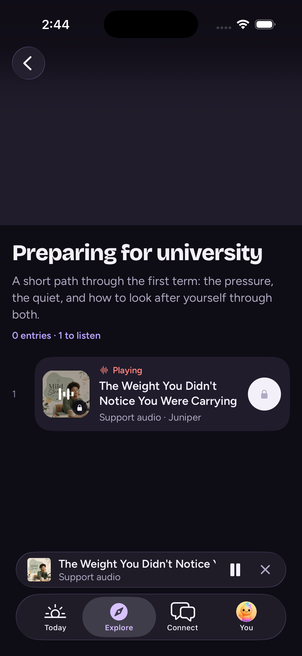 2:44
Preparing for university
A short path through the first term: the pressure,
the quiet, and how to look after yourself through
both.
0 entries · 1 to listen
1
Playing
The Weight You Didn't
Notice You Were Carrying
Support audio · Juniper
The Weight You Didn't Notice
Support audio
Today
Explore
Connect
You